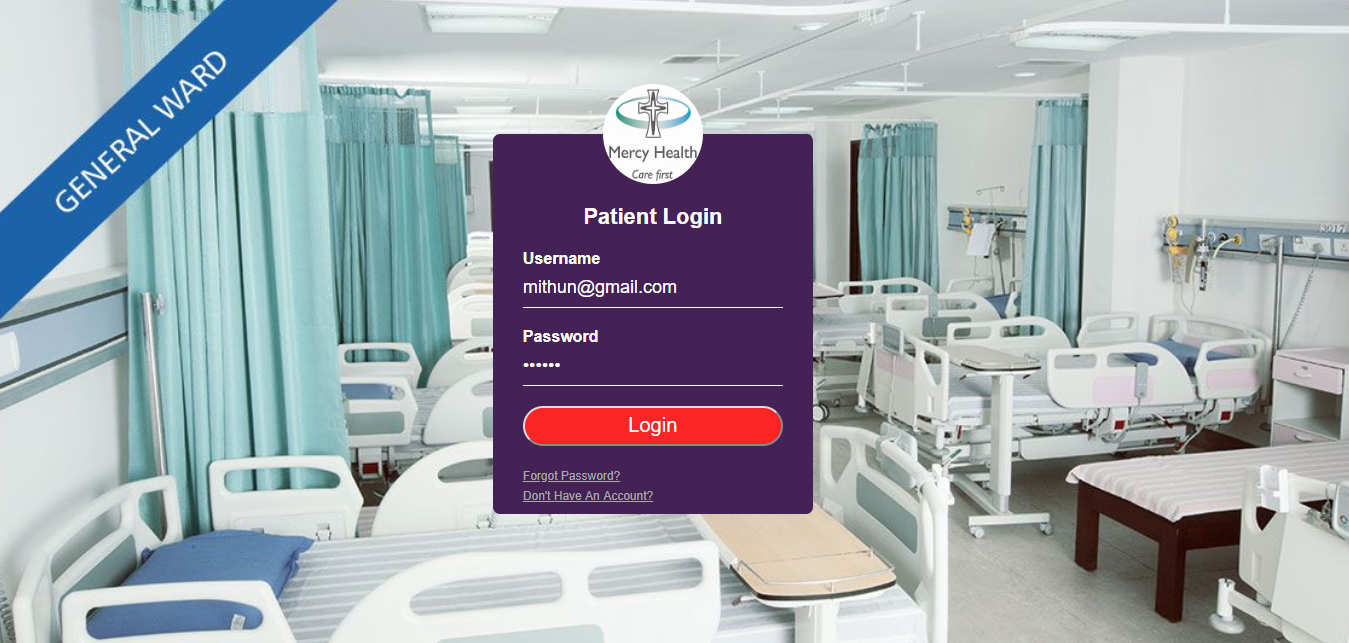 GENERAL WARD
Mercy Health
Care first
Patient Login
Username
mithun@gmail.com
Password
••••••
Login
Forgot Password?
Don't Have An Account?
3017